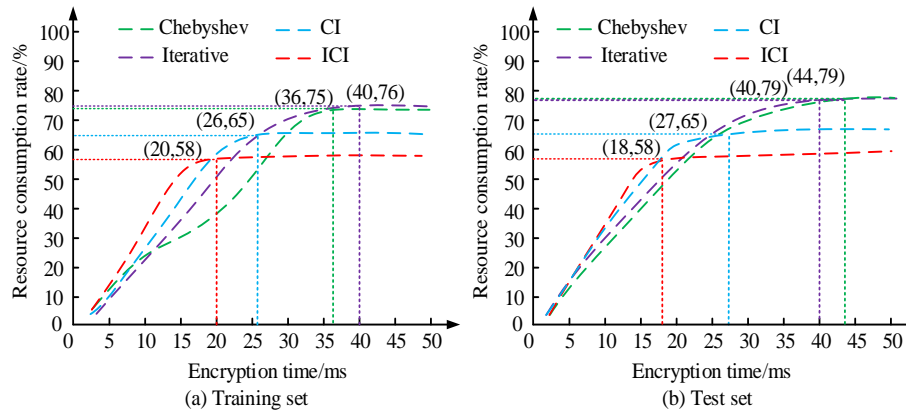 100
90
80
70
60
50
40
30
20
10
0
Resource consumption rate/%
Chebyshev
CI
Iterative
ICI
(40,76)
(36,75)
(26,65)
(20,58)
0 5 10 15 20 25 30 35 40 45 50
Encryption time/ms
(a) Training set
100
90
80
70
60
50
40
30
20
10
0
Resource consumption rate/%
Chebyshev
CI
Iterative
ICI
(44,79)
(40,79)
(27,65)
(18,58)
0 5 10 15 20 25 30 35 40 45 50
Encryption time/ms
(b) Test set